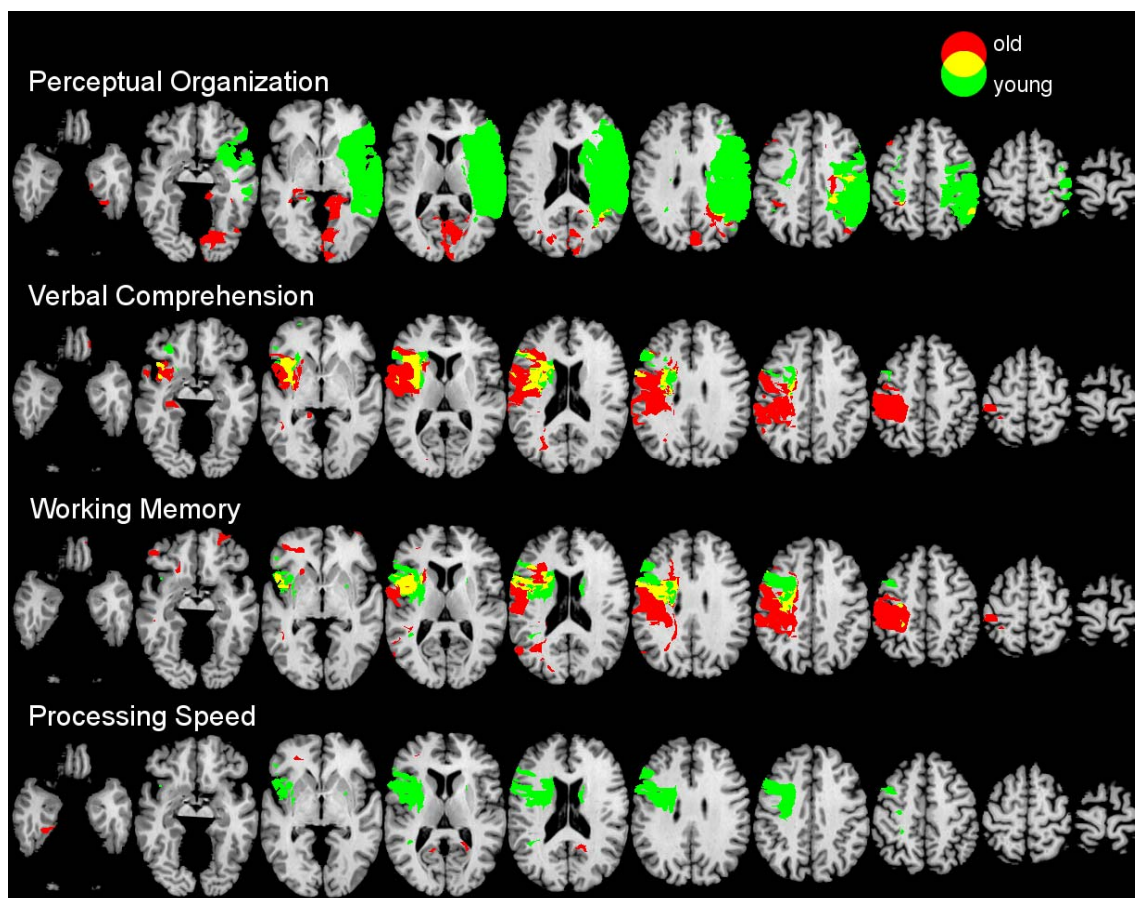 old
young
Perceptual Organization
Verbal Comprehension
Working Memory
Processing Speed